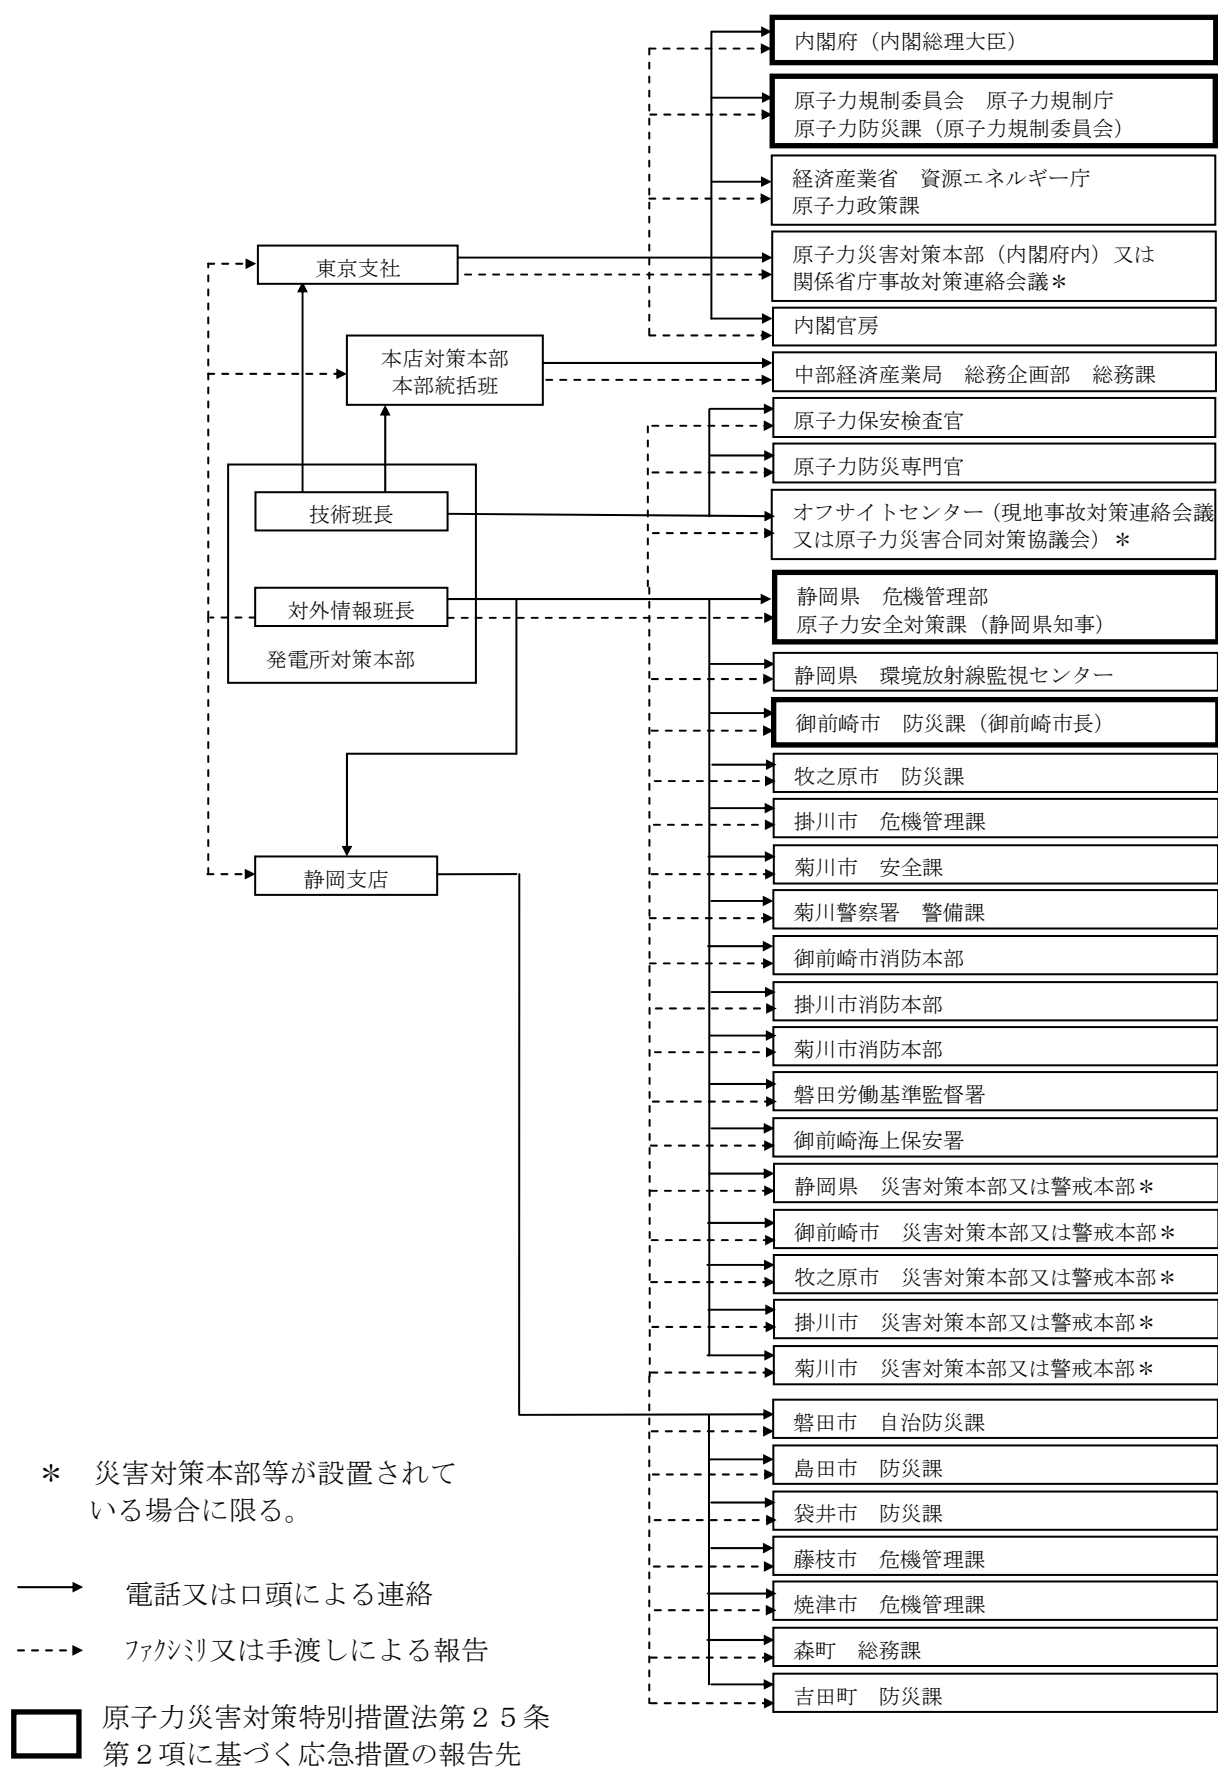 内閣府（内閣総理大臣）
原子力規制委員会　原子力規制庁
原子力防災課（原子力規制委員会）
経済産業省　資源エネルギー庁
原子力政策課
東京支社
原子力災害対策本部（内閣府内）又は
関係省庁事故対策連絡会議＊
内閣官房
本店対策本部
本部統括班
中部経済産業局　総務企画部　総務課
原子力保安検査官
原子力防災専門官
技術班長
オフサイトセンター（現地事故対策連絡会議
又は原子力災害合同対策協議会）＊
対外情報班長
発電所対策本部
静岡県　危機管理部
原子力安全対策課（静岡県知事）
静岡県　環境放射線監視センター
御前崎市　防災課（御前崎市長）
牧之原市　防災課
掛川市　危機管理課
静岡支店
菊川市　安全課
菊川警察署　警備課
御前崎市消防本部
掛川市消防本部
菊川市消防本部
磐田労働基準監督署
御前崎海上保安署
静岡県　災害対策本部又は警戒本部＊
御前崎市　災害対策本部又は警戒本部＊
牧之原市　災害対策本部又は警戒本部＊
掛川市　災害対策本部又は警戒本部＊
菊川市　災害対策本部又は警戒本部＊
磐田市　自治防災課
島田市　防災課
袋井市　防災課
藤枝市　危機管理課
焼津市　危機管理課
森町　総務課
吉田町　防災課
＊　災害対策本部等が設置されて
いる場合に限る。
電話又は口頭による連絡
ﾌｧｸｼﾐﾘ又は手渡しによる報告
原子力災害対策特別措置法第２５条
第２項に基づく応急措置の報告先